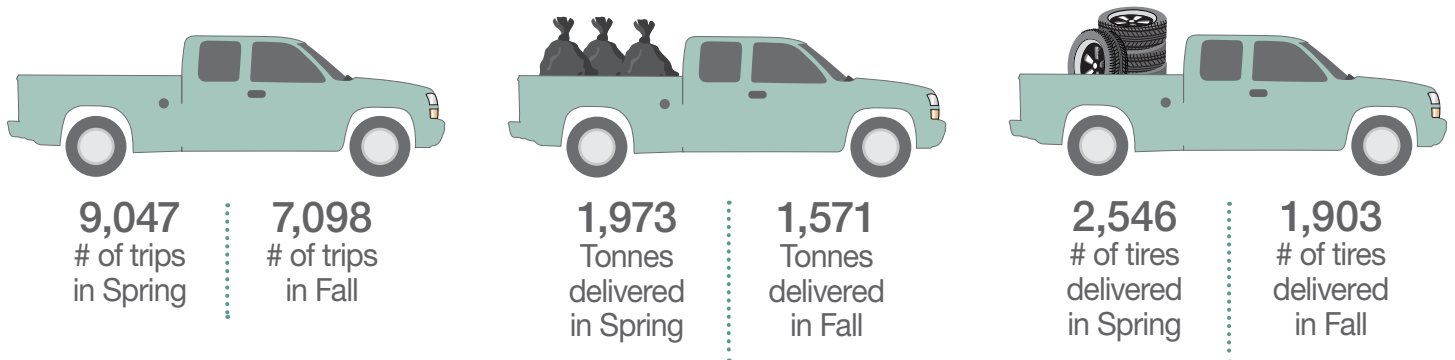 9,047
# of trips
in Spring
7,098
# of trips
in Fall
1,973
Tonnes
delivered
in Spring
1,571
Tonnes
delivered
in Fall
2,546
# of tires
delivered
in Spring
1,903
# of tires
delivered
in Fall